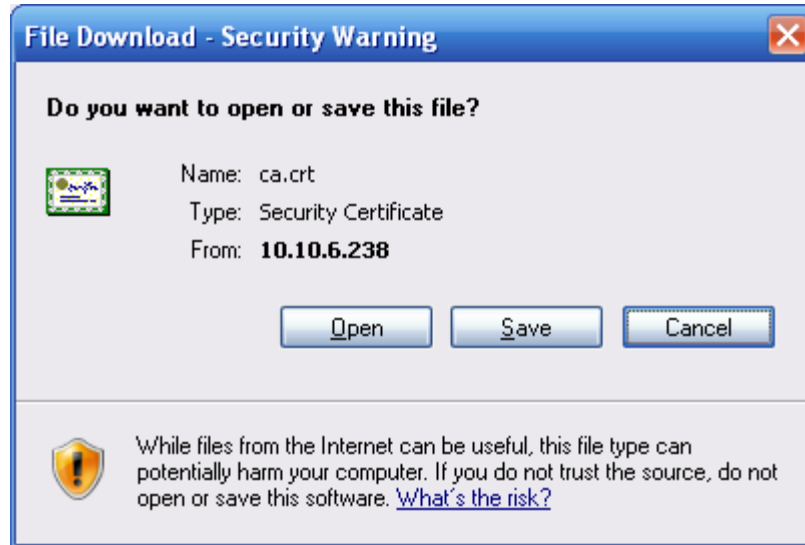 File Download - Security Warning
Do you want to open or save this file?
Name: ca.crt
Type: Security Certificate
From: 10.10.6.238
Open Save Cancel
While files from the Internet can be useful, this file type can
potentially harm your computer. If you do not trust the source, do not
open or save this software. What's the risk?